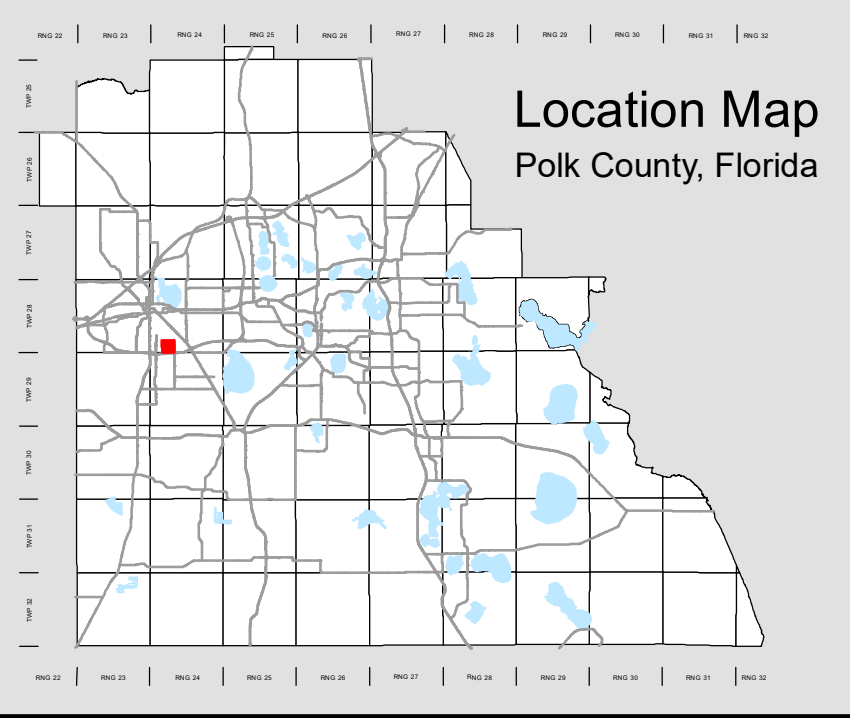 RNG 22 RNG 23 RNG 24 RNG 25 RNG 26 RNG 27 RNG 28 RNG 29 RNG 30 RNG 31 RNG 32
Location Map
Polk County, Florida
TWP 25
TWP 26
TWP 27
TWP 28
TWP 29
TWP 30
TWP 31
TWP 32
RNG 22 RNG 23 RNG 24 RNG 25 RNG 26 RNG 27 RNG 28 RNG 29 RNG 30 RNG 31 RNG 32